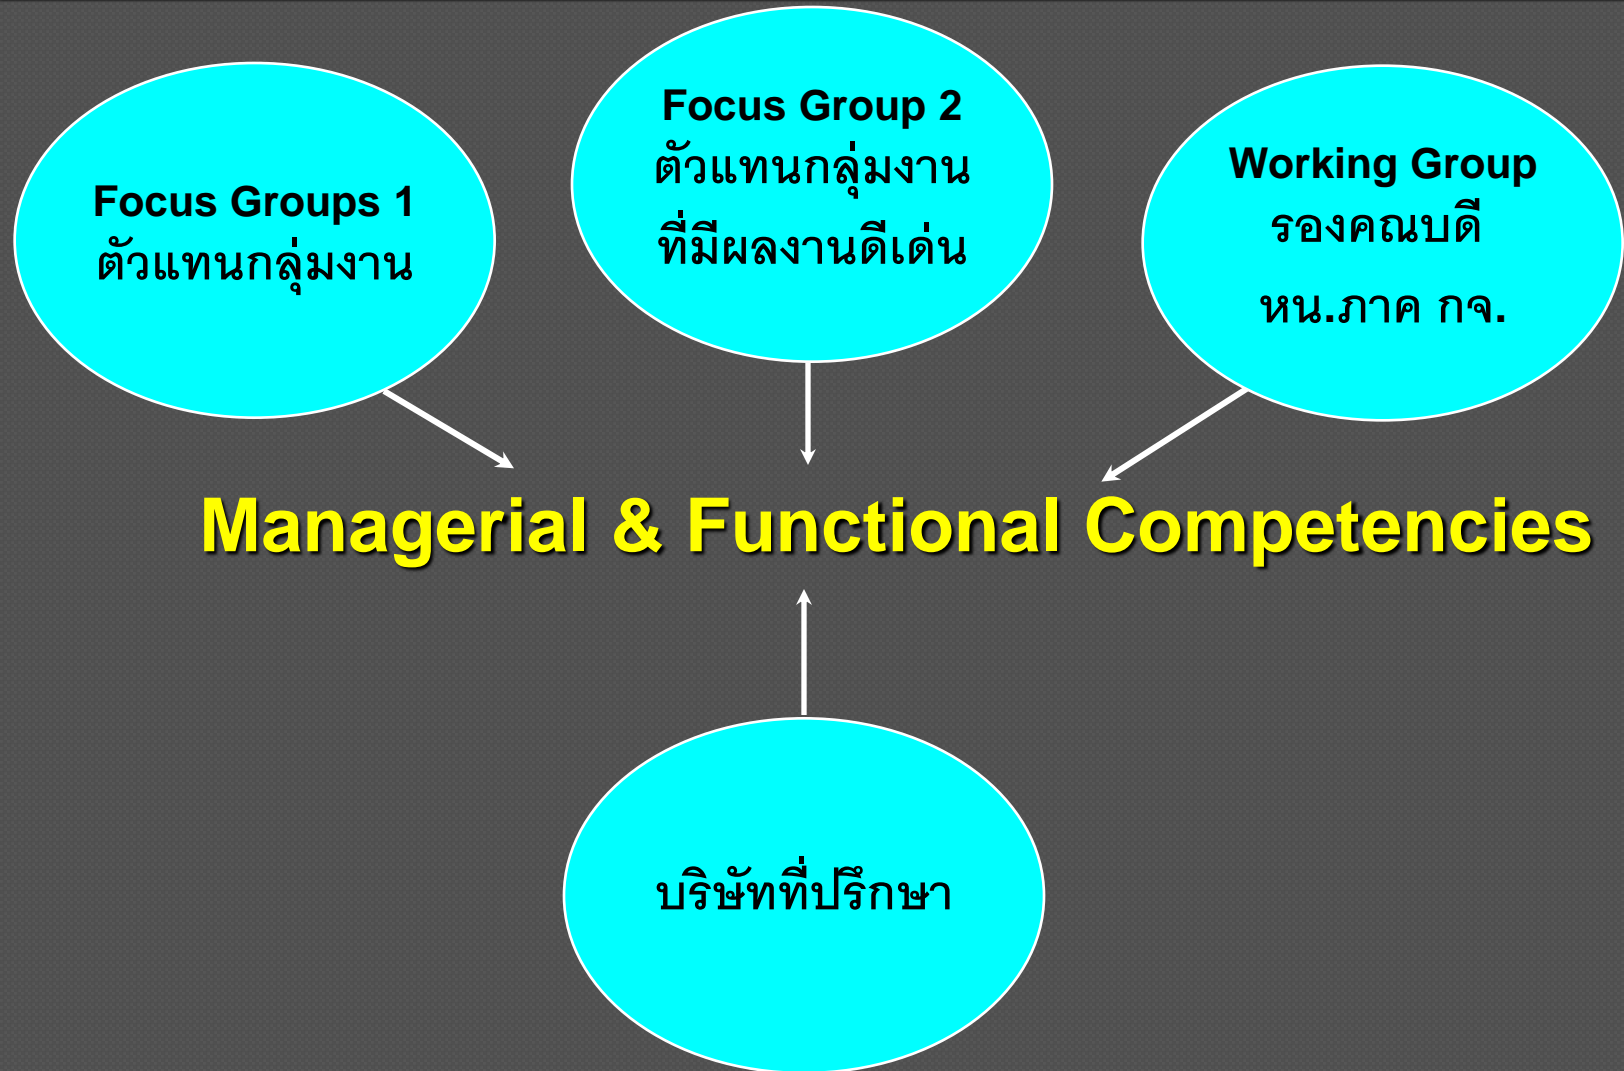 Focus Groups 1
ตัวแทนกลุ่มงาน
Focus Group 2
ตัวแทนกลุ่มงาน
ที่มีผลงานดีเด่น
Working Group
รองคณบดี
หน.ภาค กจ.
Managerial & Functional Competencies
บริษัทที่ปรึกษา